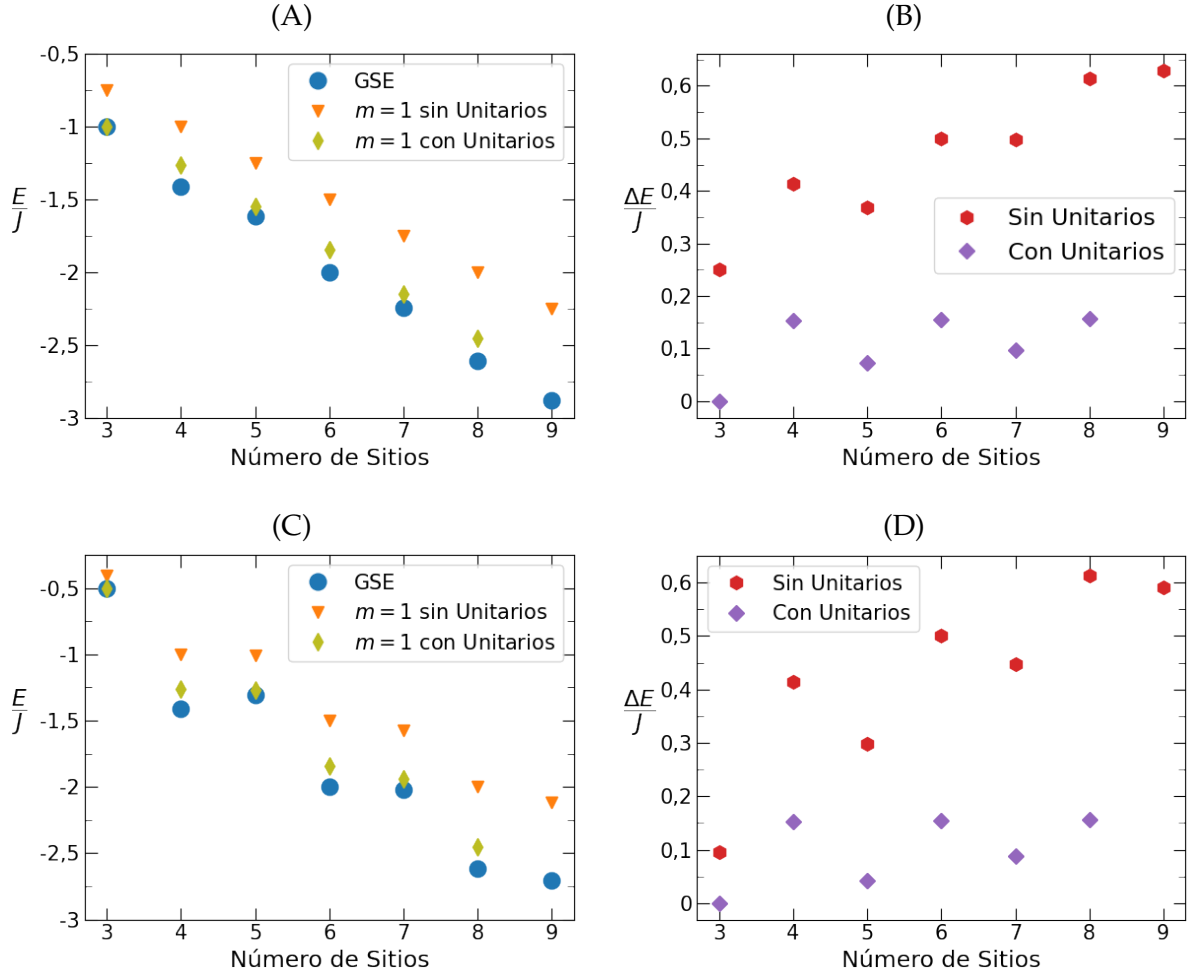 (A)
-0,5
-1
-1,5
-2
-2,5
-3
E
J
GSE
m = 1 sin Unitarios
m = 1 con Unitarios
3 4 5 6 7 8 9
Número de Sitios
(B)
0,6
0,5
0,4
0,3
0,2
0,1
0
ΔE
J
Sin Unitarios
Con Unitarios
3 4 5 6 7 8 9
Número de Sitios
(C)
-0,5
-1
-1,5
-2
-2,5
-3
E
J
GSE
m = 1 sin Unitarios
m = 1 con Unitarios
3 4 5 6 7 8 9
Número de Sitios
(D)
0,6
0,5
0,4
0,3
0,2
0,1
0
ΔE
J
Sin Unitarios
Con Unitarios
3 4 5 6 7 8 9
Número de Sitios